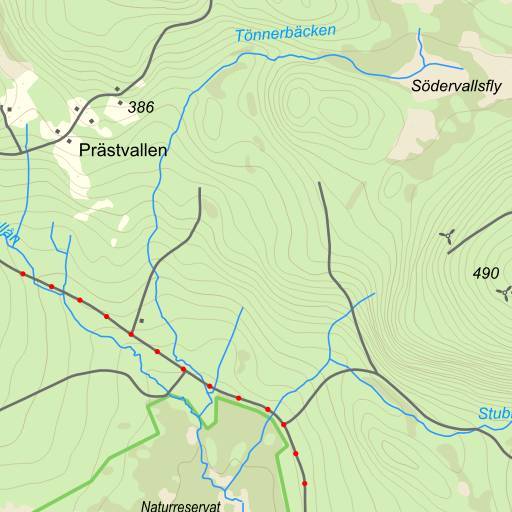 Tönnerbäcken
Södervallsfly
386
Prästvallen
490
Naturreservat